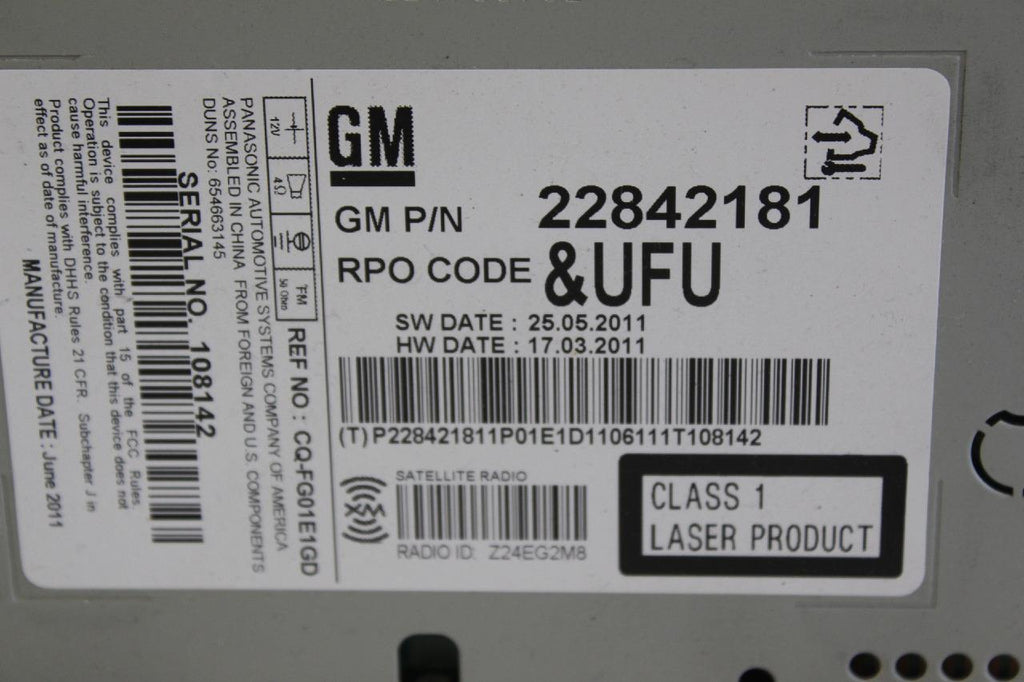 GM
GM P/N 22842181
RPO CODE &UFU
SW DATE : 25.05.2011
HW DATE : 17.03.2011
(T) P228421811P01E1D1106111T108142
SATELLITE RADIO
RADIO ID: Z24EG2M8
CLASS 1
LASER PRODUCT
12V
4Ω
FM
50 Ohm
REF NO : CQ-FG01E1GD
PANASONIC AUTOMOTIVE SYSTEMS COMPANY OF AMERICA
ASSEMBLED IN CHINA FROM FOREIGN AND U.S. COMPONENTS
DUNS No: 654663145
SERIAL NO. 108142
This device complies with part 15 of the FCC Rules.
Operation is subject to the condition that this device does not
cause harmful interference.
Product complies with DHHS Rules 21 CFR. Subchapter J in
effect as of date of manufacture.
MANUFACTURE DATE : June 2011